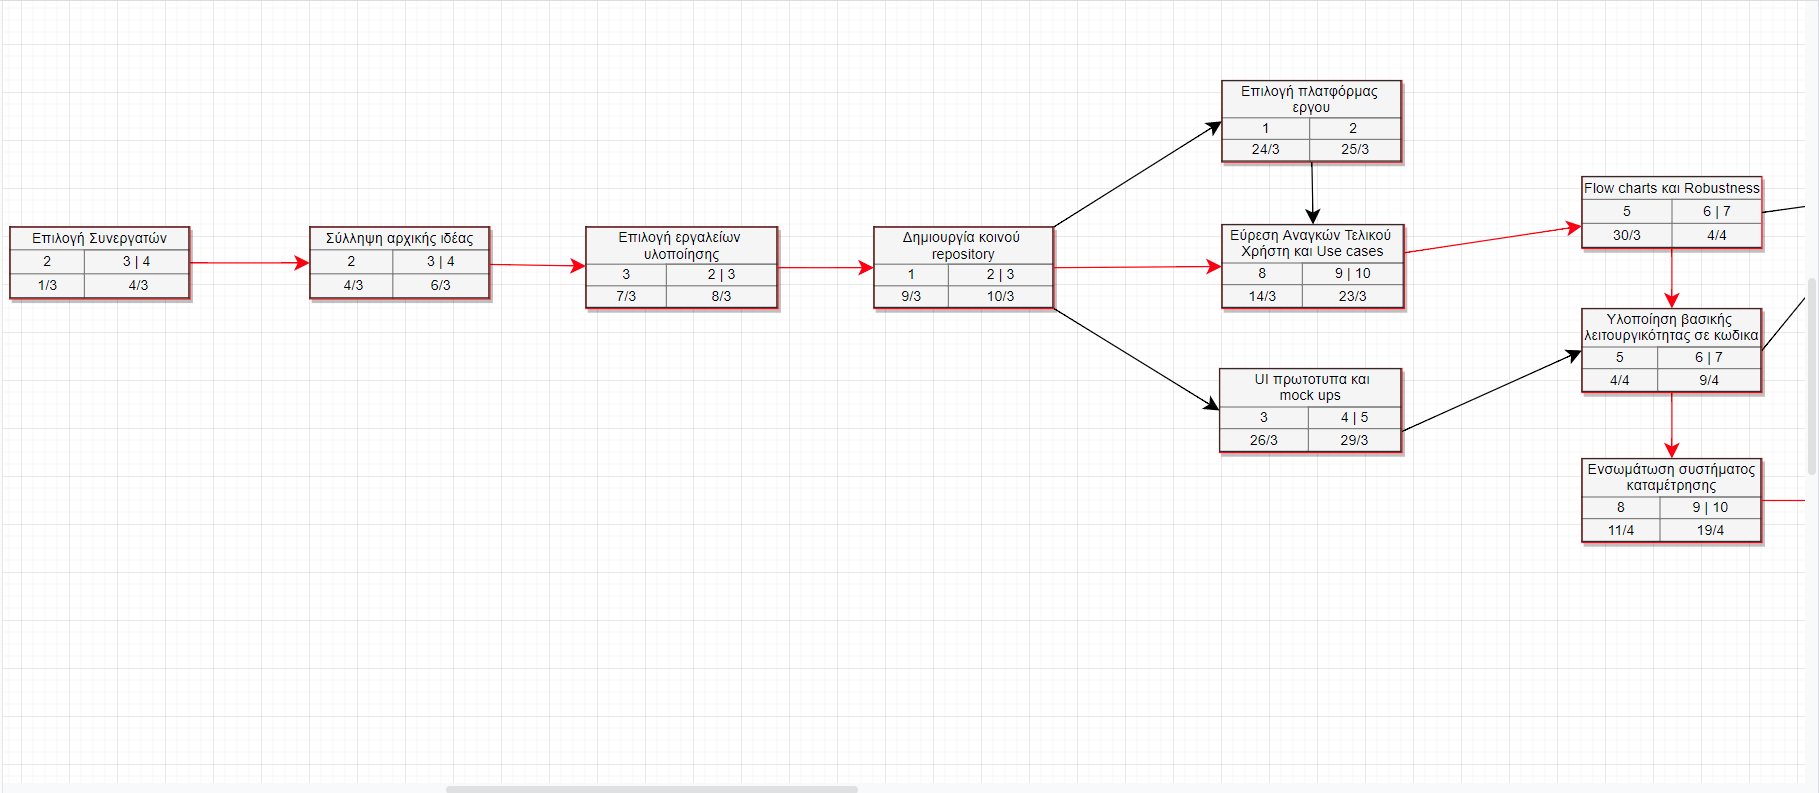 Επιλογή Συνεργατών
2 3 | 4
1/3 4/3
Σύλληψη αρχικής ιδέας
2 3 | 4
4/3 6/3
Επιλογή εργαλείων
υλοποίησης
3 2 | 3
7/3 8/3
Δημιουργία κοινού
repository
1 2 | 3
9/3 10/3
Επιλογή πλατφόρμας
εργου
1 2
24/3 25/3
Εύρεση Αναγκών Τελικού
Χρήστη και Use cases
8 9 | 10
14/3 23/3
UI πρωτοτυπα και
mock ups
3 4 | 5
26/3 29/3
Flow charts και Robustness
5 6 | 7
30/3 4/4
Υλοποίηση βασικής
λειτουργικότητας σε κωδικα
5 6 | 7
4/4 9/4
Ενσωμάτωση συστήματος
καταμέτρησης
8 9 | 10
11/4 19/4